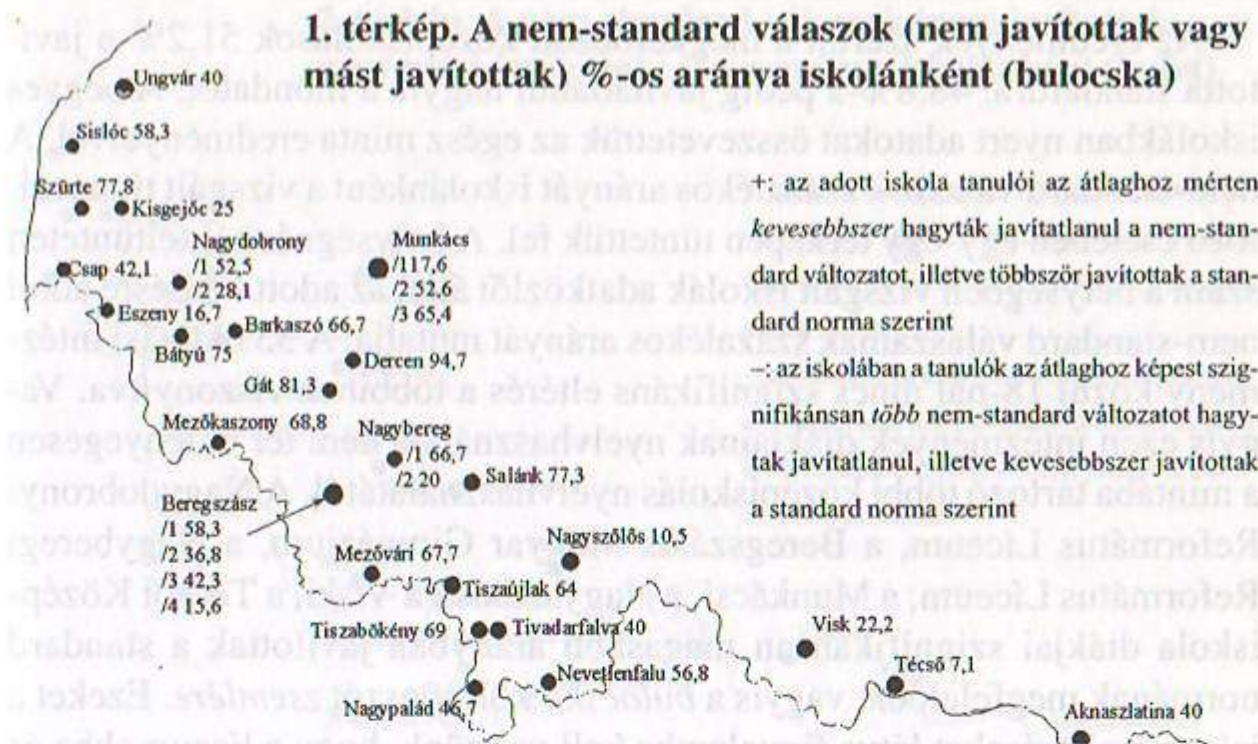 1. térkép. A nem-standard válaszok (nem javítottak vagy
mást javítottak) %-os aránya iskolánként (bulocska)
Ungvár 40
Sislóc 58,3
Szürte 77,8
Kisgejőc 25
Nagydobrony
/1 52,5
/2 28,1
Munkács
/117,6
/2 52,6
/3 65,4
Csap 42,1
Eszeny 16,7
Barkaszó 66,7
Bátyú 75
Dercen 94,7
Gát 81,3
Mezőkaszony 68,8
Nagybereg
/1 66,7
/2 20
Salánk 77,3
Beregszász
/1 58,3
/2 36,8
/3 42,3
/4 15,6
Mezővári 67,7
Nagyszőlős 10,5
Tiszaújlak 64
Tiszabökény 69
Tivadarfalva 40
Visk 22,2
Técső 7,1
Nevetlenfalu 56,8
Nagypalád 46,7
Aknaszlatina 40
+: az adott iskola tanulói az átlaghoz mérten
kevesebbszer hagyták javítatlanul a nem-stan-
dard változatot, illetve többször javítottak a stan-
dard norma szerint
–: az iskolában a tanulók az átlaghoz képest szig-
nifikánsan több nem-standard változatot hagy-
tak javítatlanul, illetve kevesebbszer javítottak
a standard norma szerint